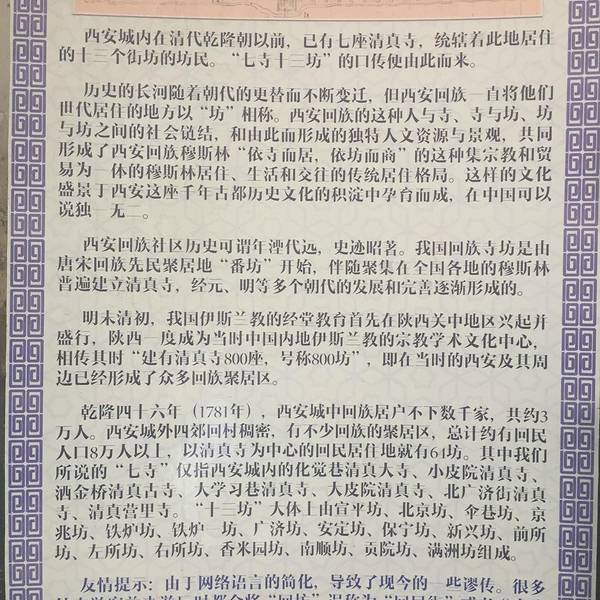 西安城内在清代乾隆朝以前，已有七座清真寺，统辖着此地居住
的十三个街坊的坊民。“七寺十三坊”的口传便由此而来。
历史的长河随着朝代的更替而不断变迁，但西安回族一直将他们
世代居住的地方以“坊”相称。西安回族的这种人与寺、寺与坊、坊
与坊之间的社会链结，和由此而形成的独特人文资源与景观，共同
形成了西安回族穆斯林“依寺而居，依坊而商”的这种集宗教和贸
易为一体的穆斯林居住、生活和交往的传统居住格局。这样的文化
盛景于西安这座千年古都历史文化的积淀中孕育而成，在中国可以
说独一无二。
西安回族社区历史可谓年湮代远，史迹昭著。我国回族寺坊是由
唐宋回族先民聚居地“番坊”开始，伴随聚集在全国各地的穆斯林
普遍建立清真寺，经元、明等多个朝代的发展和完善逐渐形成的。
明末清初，我国伊斯兰教的经堂教育首先在陕西关中地区兴起并
盛行，陕西一度成为当时中国内地伊斯兰教的宗教学术文化中心，
相传其时“建有清真寺800座，号称800坊”，即在当时的西安及其周
边已经形成了众多回族聚居区。
乾隆四十六年（1781年），西安城中回族居户不下数千家，共约3
万人。西安城外四郊回村稠密，有不少回族的聚居区，总计约有回民
人口8万人以上，以清真寺为中心的回民居住地就有64坊。其中我们
所说的“七寺”仅指西安城内的化觉巷清真大寺、小皮院清真寺、
洒金桥清真古寺、大学习巷清真寺、大皮院清真寺、北广济街清真
寺、清真营里寺。“十三坊”大体上由宣平坊、北京坊、伞巷坊、京
兆坊、铁炉坊、铁炉一坊、广济坊、安定坊、保宁坊、新兴坊、前所
坊、左所坊、右所坊、香米园坊、南顺坊、贡院坊、满洲坊组成。
友情提示：由于网络语言的简化，导致了现今的一些谬传。很多